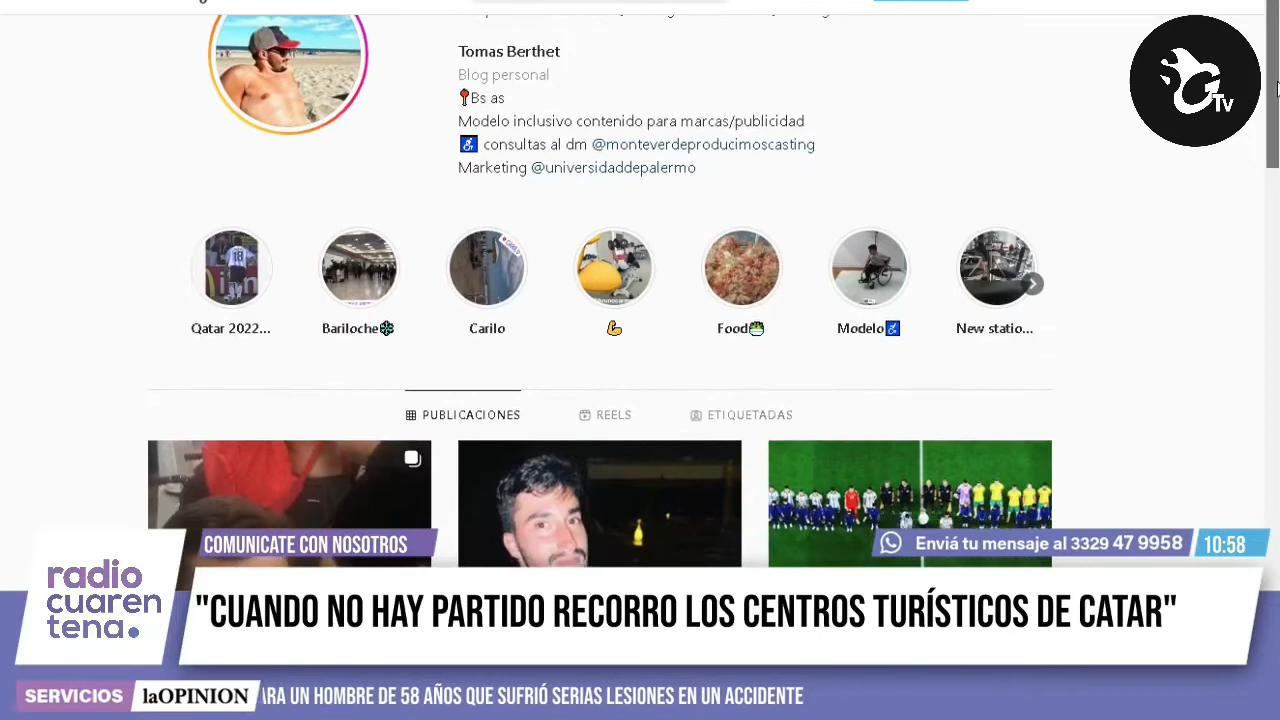 Tomas Berthet
Blog personal
Bs as
Modelo inclusivo contenido para marcas/publicidad
consultas al dm @monteverdeproducimoscasting
Marketing @universidaddepalermo
GTv
Qatar 2022...
Bariloche
Carilo
Food
Modelo
New statio...
PUBLICACIONES
REELS
ETIQUETADAS
COMUNICATE CON NOSOTROS
Enviá tu mensaje al 3329 47 9958
10:58
radio
cuaren
tena.
"CUANDO NO HAY PARTIDO RECORRO LOS CENTROS TURÍSTICOS DE CATAR"
SERVICIOS
laOPINION
ARA UN HOMBRE DE 58 AÑOS QUE SUFRIÓ SERIAS LESIONES EN UN ACCIDENTE